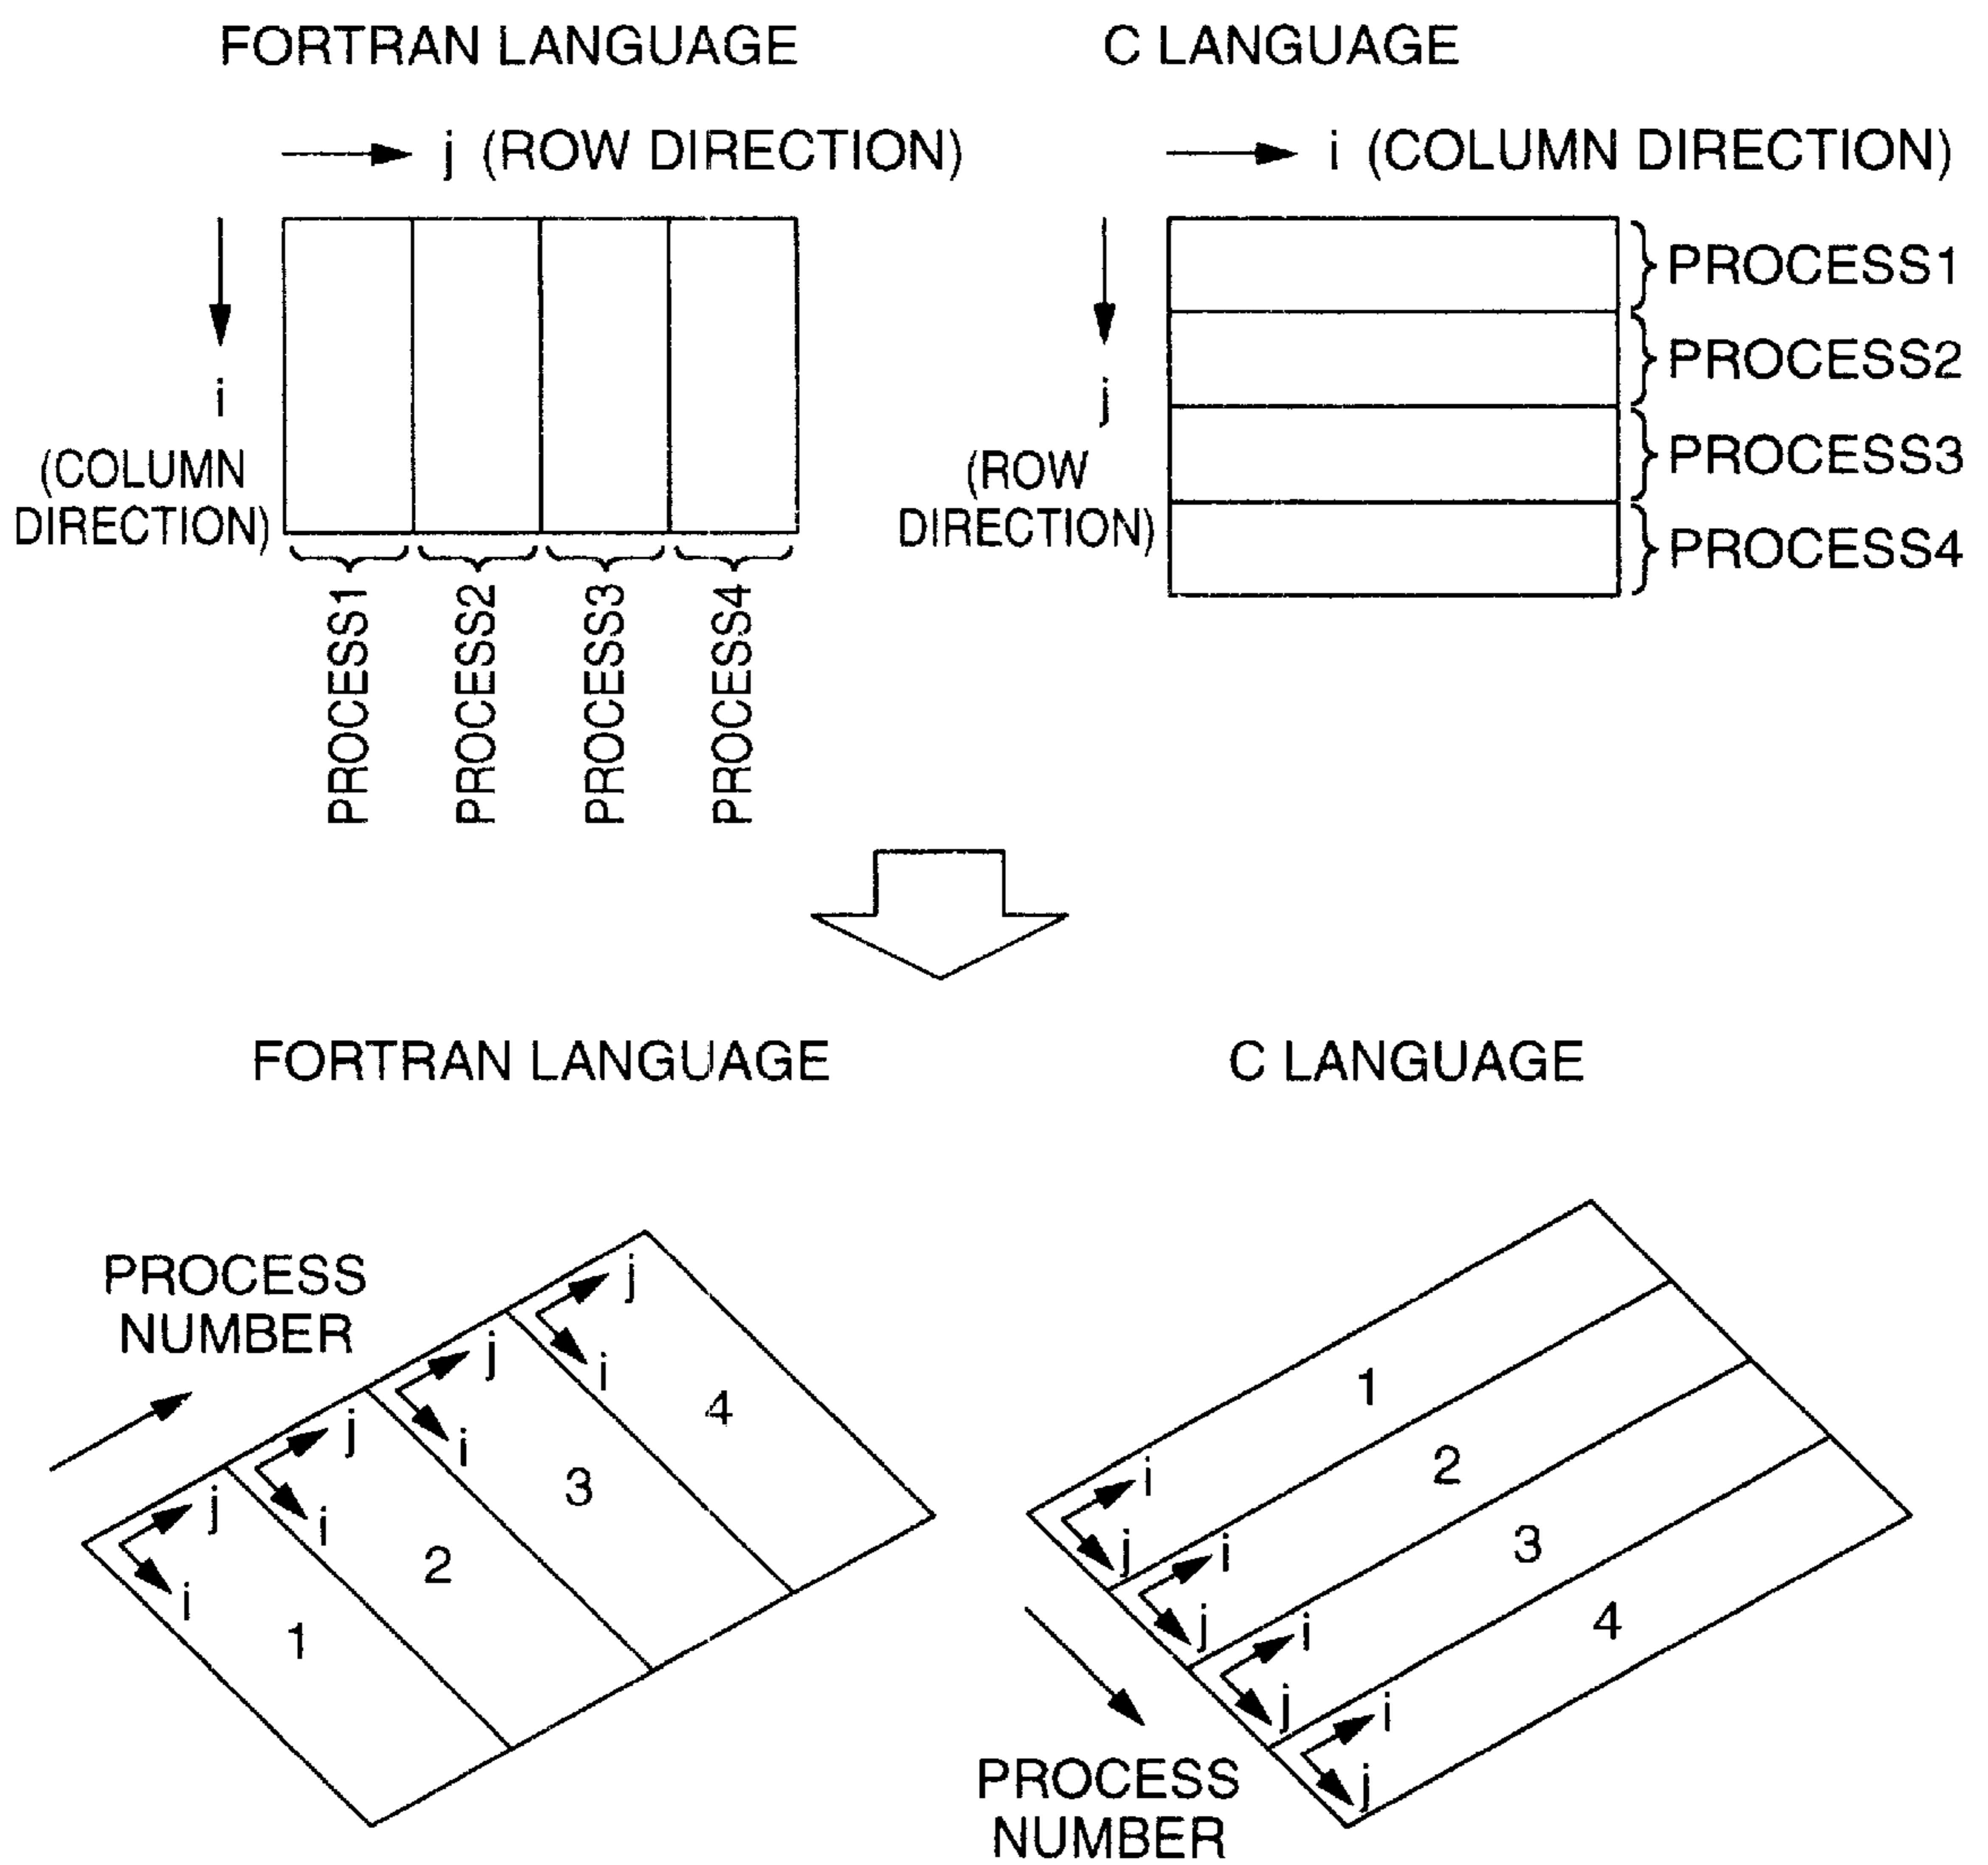 FORTRAN LANGUAGE
C LANGUAGE
j (ROW DIRECTION)
i (COLUMN DIRECTION)
i
(COLUMN
DIRECTION)
j
(ROW
DIRECTION)
PROCESS1
PROCESS2
PROCESS3
PROCESS4
PROCESS1
PROCESS2
PROCESS3
PROCESS4
FORTRAN LANGUAGE
C LANGUAGE
PROCESS
NUMBER
j
i
1
j
i
2
j
i
3
j
i
4
i
j
1
i
j
2
i
j
3
i
j
4
PROCESS
NUMBER